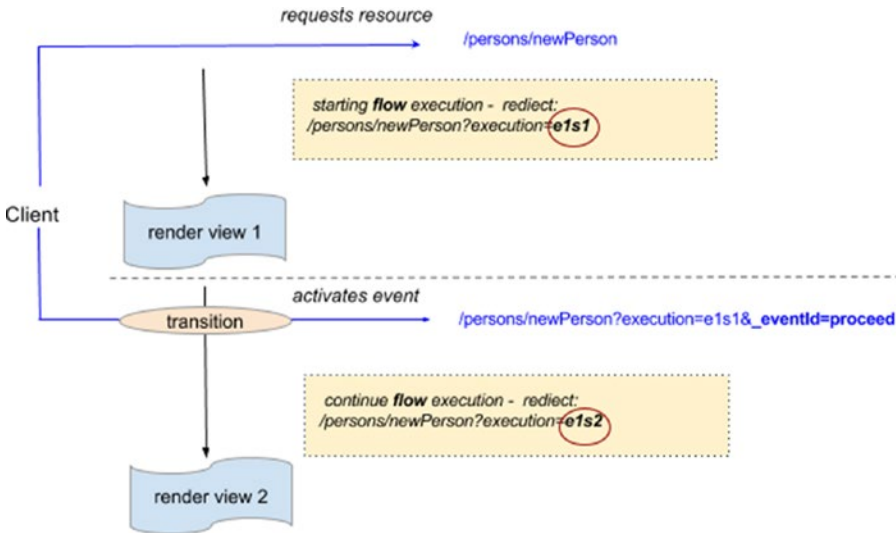 requests resource
/persons/newPerson
starting flow execution - rediect:
/persons/newPerson?execution=e1s1
Client
render view 1
activates event
transition
/persons/newPerson?execution=e1s1&_eventId=proceed
continue flow execution - rediect:
/persons/newPerson?execution=e1s2
render view 2